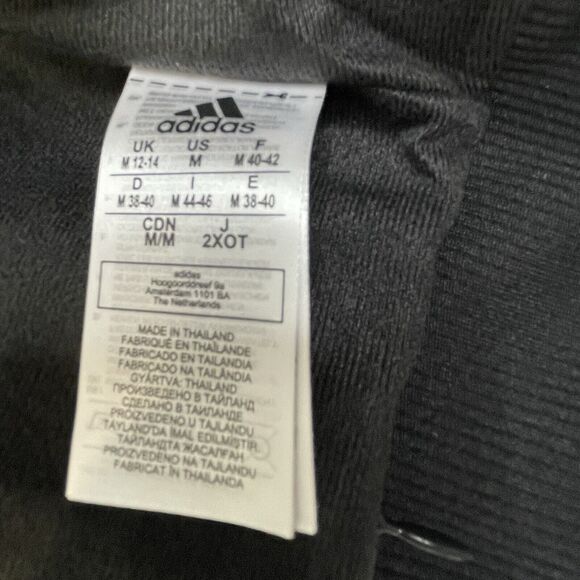 adidas
UK US F
M 12-14 M M 40-42
D I E
M 38-40 M 44-46 M 38-40
CDN J
M/M 2XOT
adidas
Hoogoorddreef 9a
Amsterdam 1101 BA
The Netherlands
MADE IN THAILAND
FABRIQUÉ EN THAÏLANDE
FABRICADO EN TAILANDIA
FABRICADO NA TAILÂNDIA
GYÁRTVA: THAILAND
ПРОИЗВЕДЕНО В ТАЙЛАНД
СДЕЛАНО В ТАИЛАНДЕ
PROIZVEDENO U TAJLANDU
TAYLAND'DA İMAL EDİLMİŞTİR
ТАЙЛАНДТА ЖАСАЛҒАН
PROIZVEDENO NA TAJLANDU
FABRICAT ÎN THAILANDA